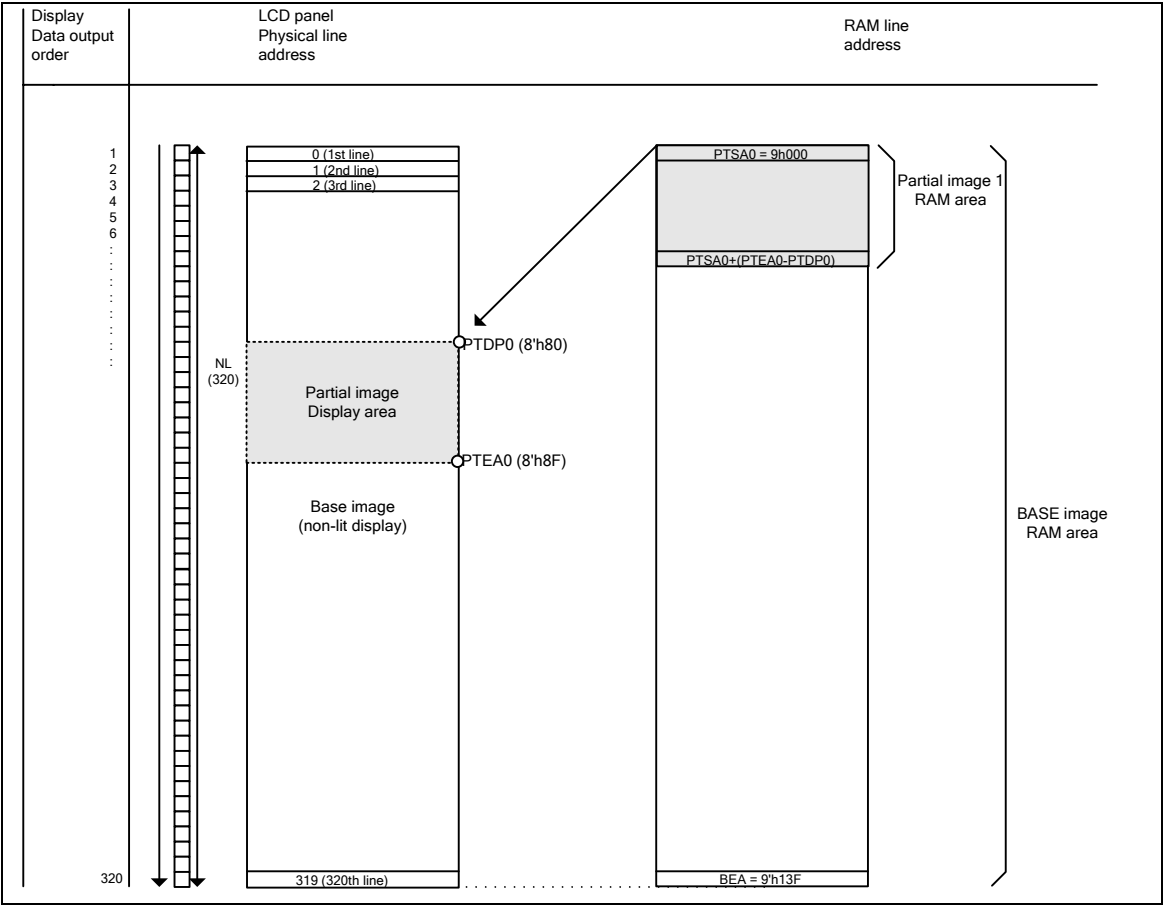 Display
Data output
order
LCD panel
Physical line
address
RAM line
address
1
2
3
4
5
6
:
:
:
:
:
:
:
:
320
NL
(320)
0 (1st line)
1 (2nd line)
2 (3rd line)
Partial image
Display area
PTDP0 (8'h80)
PTEA0 (8'h8F)
Base image
(non-lit display)
319 (320th line)
PTSA0 = 9h000
PTSA0+(PTEA0-PTDP0)
Partial image 1
RAM area
BASE image
RAM area
BEA = 9'h13F